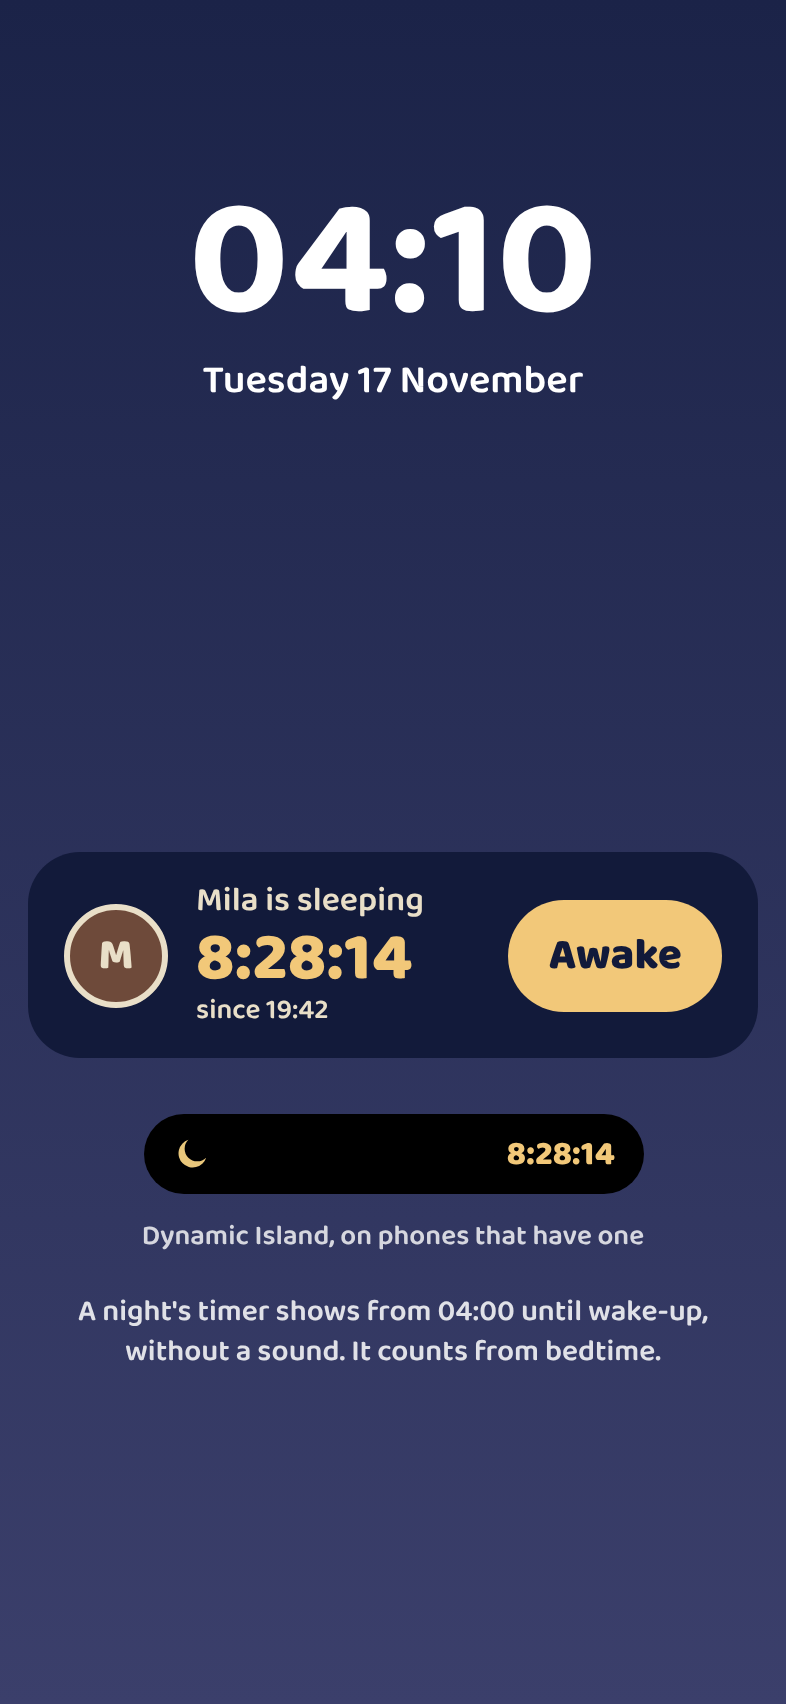 04:10
Tuesday 17 November
M
Mila is sleeping
8:28:14
since 19:42
Awake
8:28:14
Dynamic Island, on phones that have one
A night's timer shows from 04:00 until wake-up,
without a sound. It counts from bedtime.